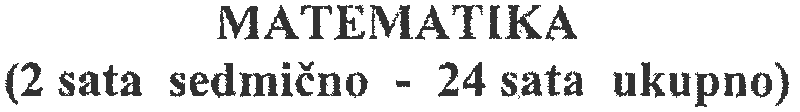 MATEMATIKA
(2 sata sedmično - 24 sata ukupno)